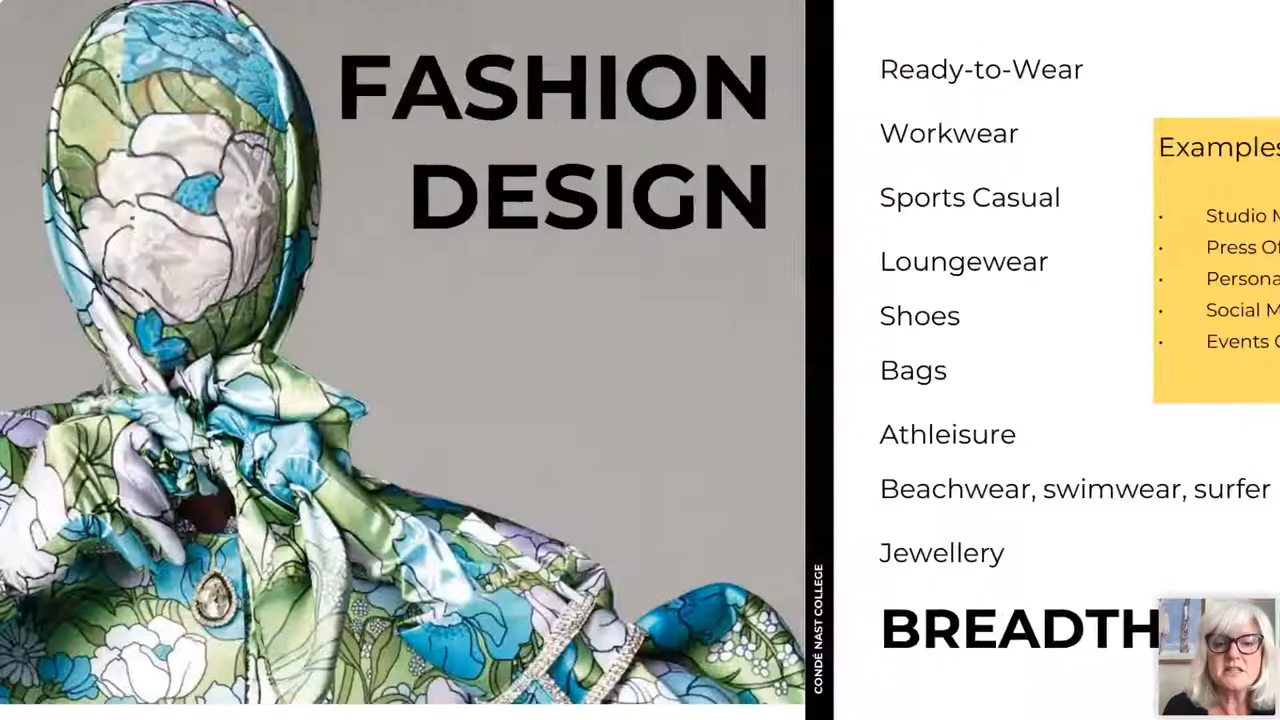 FASHION
DESIGN
CONDÉ NAST COLLEGE
Ready-to-Wear
Workwear
Sports Casual
Loungewear
Shoes
Bags
Athleisure
Beachwear, swimwear, surfer
Jewellery
BREADTH
Examples
• Studio
• Press
•
• Social
• Events